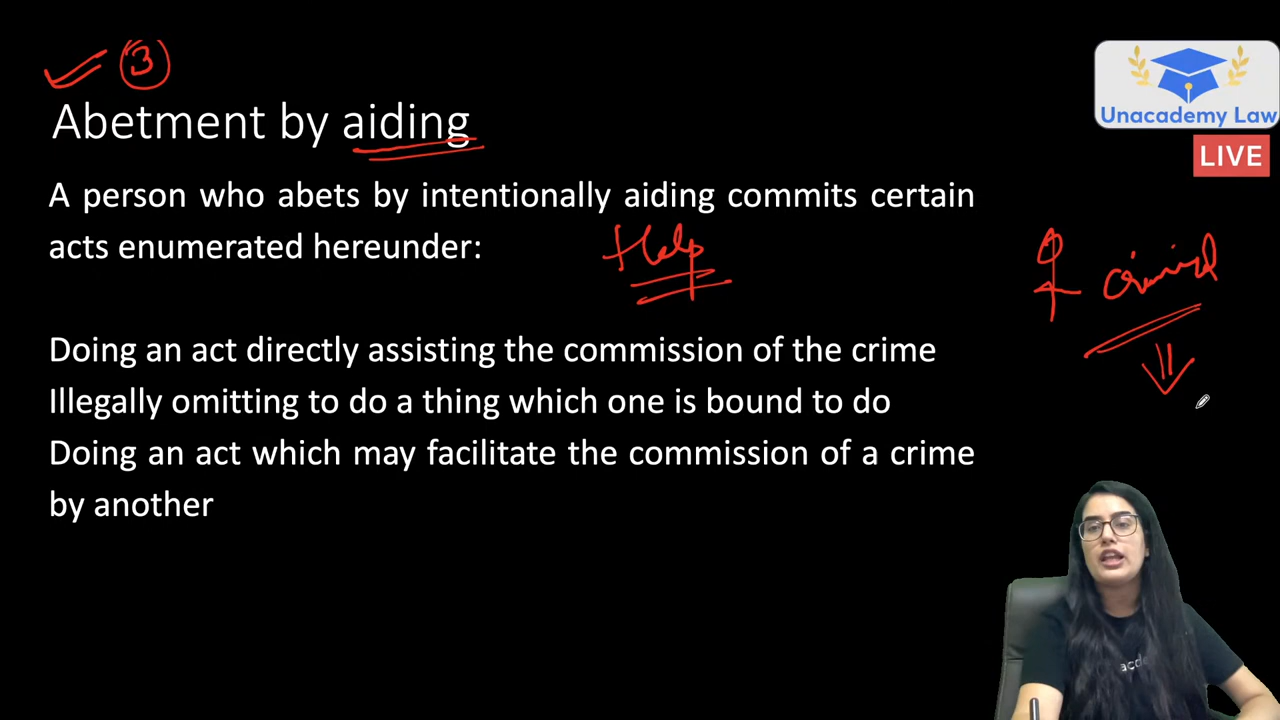 3
Abetment by aiding
Unacademy Law
LIVE
A person who abets by intentionally aiding commits certain
acts enumerated hereunder:
Help
criminal
Doing an act directly assisting the commission of the crime
Illegally omitting to do a thing which one is bound to do
Doing an act which may facilitate the commission of a crime
by another